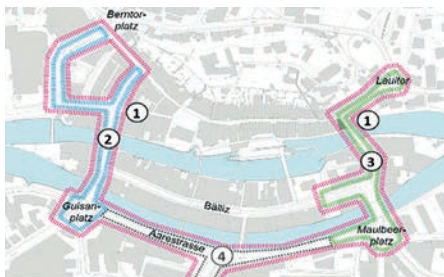 Berntor-
platz
Lauitor
1
1
2
3
Bälliz
Guisan-
platz
Aarestrasse
4
Maulbeer-
platz